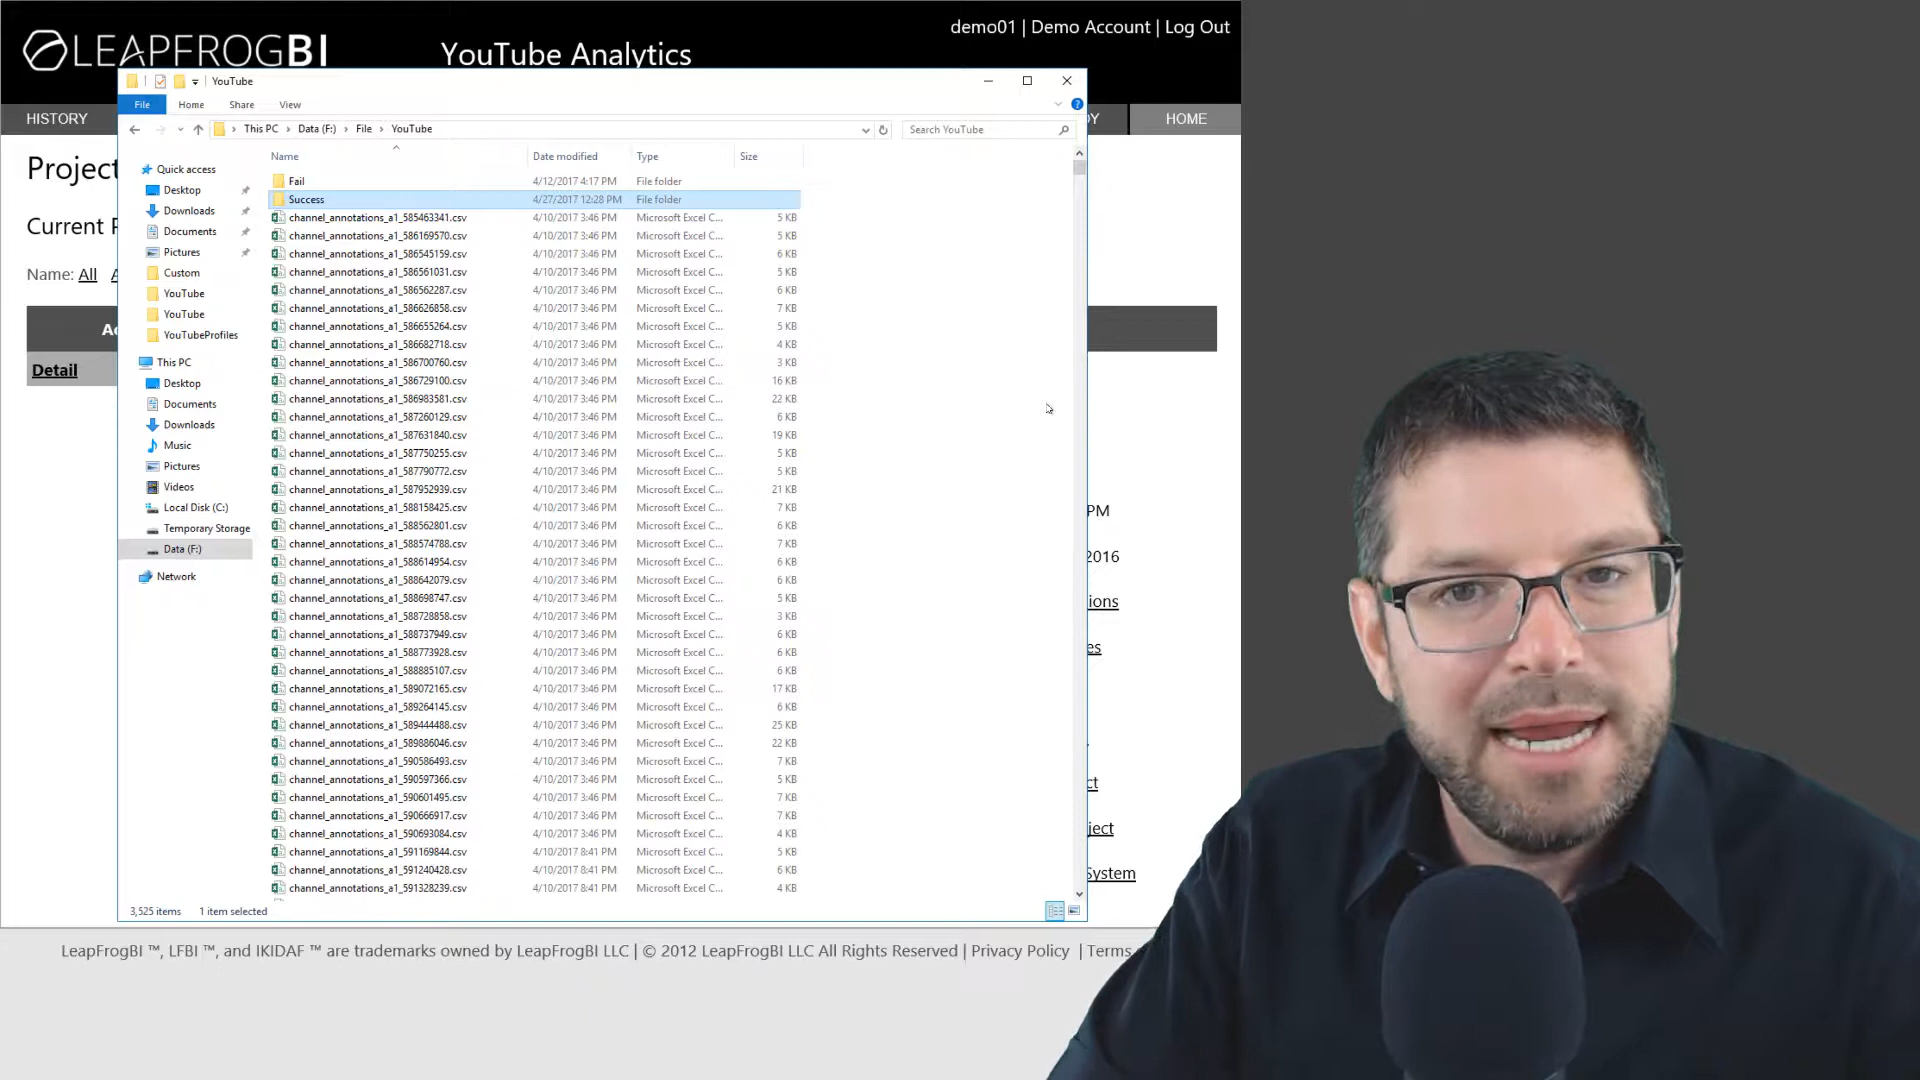 LEAPFROGBI
YouTube Analytics
demo01 | Demo Account | Log Out
HISTORY
HOME
Project
Name: All
Detail
YouTube
File Home Share View
This PC Data (F:) File YouTube
Search YouTube
Quick access
Desktop
Downloads
Documents
Pictures
Custom
YouTube
YouTube
YouTubeProfiles
This PC
Desktop
Documents
Downloads
Music
Pictures
Videos
Local Disk (C:)
Temporary Storage
Data (F:)
Network
Name Date modified Type Size
Fail 4/12/2017 4:17 PM File folder
Success 4/27/2017 12:28 PM File folder
channel_annotations_a1_585463341.csv 4/10/2017 3:46 PM Microsoft Excel C... 5 KB
channel_annotations_a1_586169570.csv 4/10/2017 3:46 PM Microsoft Excel C... 5 KB
channel_annotations_a1_586545159.csv 4/10/2017 3:46 PM Microsoft Excel C... 6 KB
channel_annotations_a1_586561031.csv 4/10/2017 3:46 PM Microsoft Excel C... 5 KB
channel_annotations_a1_586562287.csv 4/10/2017 3:46 PM Microsoft Excel C... 6 KB
channel_annotations_a1_586626858.csv 4/10/2017 3:46 PM Microsoft Excel C... 7 KB
channel_annotations_a1_586655264.csv 4/10/2017 3:46 PM Microsoft Excel C... 5 KB
channel_annotations_a1_586682718.csv 4/10/2017 3:46 PM Microsoft Excel C... 4 KB
channel_annotations_a1_586700760.csv 4/10/2017 3:46 PM Microsoft Excel C... 3 KB
channel_annotations_a1_586729100.csv 4/10/2017 3:46 PM Microsoft Excel C... 16 KB
channel_annotations_a1_586983581.csv 4/10/2017 3:46 PM Microsoft Excel C... 22 KB
channel_annotations_a1_587260129.csv 4/10/2017 3:46 PM Microsoft Excel C... 6 KB
channel_annotations_a1_587631840.csv 4/10/2017 3:46 PM Microsoft Excel C... 19 KB
channel_annotations_a1_587750255.csv 4/10/2017 3:46 PM Microsoft Excel C... 5 KB
channel_annotations_a1_587790772.csv 4/10/2017 3:46 PM Microsoft Excel C... 5 KB
channel_annotations_a1_587952939.csv 4/10/2017 3:46 PM Microsoft Excel C... 21 KB
channel_annotations_a1_588158425.csv 4/10/2017 3:46 PM Microsoft Excel C... 7 KB
channel_annotations_a1_588562801.csv 4/10/2017 3:46 PM Microsoft Excel C... 6 KB
channel_annotations_a1_588574788.csv 4/10/2017 3:46 PM Microsoft Excel C... 7 KB
channel_annotations_a1_588614954.csv 4/10/2017 3:46 PM Microsoft Excel C... 6 KB
channel_annotations_a1_588642079.csv 4/10/2017 3:46 PM Microsoft Excel C... 6 KB
channel_annotations_a1_588698747.csv 4/10/2017 3:46 PM Microsoft Excel C... 5 KB
channel_annotations_a1_588728858.csv 4/10/2017 3:46 PM Microsoft Excel C... 3 KB
channel_annotations_a1_588737949.csv 4/10/2017 3:46 PM Microsoft Excel C... 6 KB
channel_annotations_a1_588773928.csv 4/10/2017 3:46 PM Microsoft Excel C... 6 KB
channel_annotations_a1_588885107.csv 4/10/2017 3:46 PM Microsoft Excel C... 6 KB
channel_annotations_a1_589072165.csv 4/10/2017 3:46 PM Microsoft Excel C... 17 KB
channel_annotations_a1_589264145.csv 4/10/2017 3:46 PM Microsoft Excel C... 6 KB
channel_annotations_a1_589444488.csv 4/10/2017 3:46 PM Microsoft Excel C... 25 KB
channel_annotations_a1_589886046.csv 4/10/2017 3:46 PM Microsoft Excel C... 22 KB
channel_annotations_a1_590586493.csv 4/10/2017 3:46 PM Microsoft Excel C... 7 KB
channel_annotations_a1_590597366.csv 4/10/2017 3:46 PM Microsoft Excel C... 5 KB
channel_annotations_a1_590601495.csv 4/10/2017 3:46 PM Microsoft Excel C... 7 KB
channel_annotations_a1_590666917.csv 4/10/2017 3:46 PM Microsoft Excel C... 7 KB
channel_annotations_a1_590693084.csv 4/10/2017 3:46 PM Microsoft Excel C... 4 KB
channel_annotations_a1_591169844.csv 4/10/2017 8:41 PM Microsoft Excel C... 5 KB
channel_annotations_a1_591240428.csv 4/10/2017 8:41 PM Microsoft Excel C... 6 KB
channel_annotations_a1_591328239.csv 4/10/2017 8:41 PM Microsoft Excel C... 4 KB
3,525 items 1 item selected
PM
2016
ions
es
ct
ject
System
LeapFrogBI ™, LFBI ™, and IKIDAF ™ are trademarks owned by LeapFrogBI LLC | © 2012 LeapFrogBI LLC All Rights Reserved | Privacy Policy | Terms